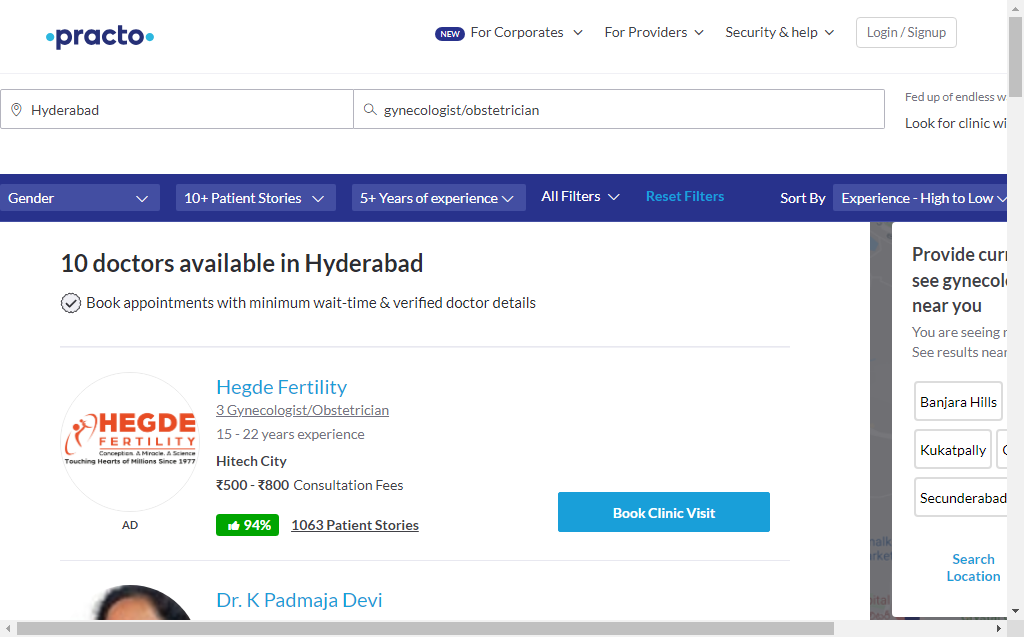 practo
NEW For Corporates
For Providers
Security & help
Login / Signup
Hyderabad
gynecologist/obstetrician
Fed up of endless w
Look for clinic wi
Gender
10+ Patient Stories
5+ Years of experience
All Filters
Reset Filters
Sort By
Experience - High to Low
10 doctors available in Hyderabad
Book appointments with minimum wait-time & verified doctor details
HEGDE
FERTILITY
Conception. A Miracle. A Science
Touching Hearts of Millions Since 1977
AD
Hegde Fertility
3 Gynecologist/Obstetrician
15 - 22 years experience
Hitech City
₹500 - ₹800 Consultation Fees
94%
1063 Patient Stories
Book Clinic Visit
Dr. K Padmaja Devi
Provide curr
see gynecolo
near you
You are seeing r
See results near
Banjara Hills
Kukatpally
Secunderabad
Search
Location